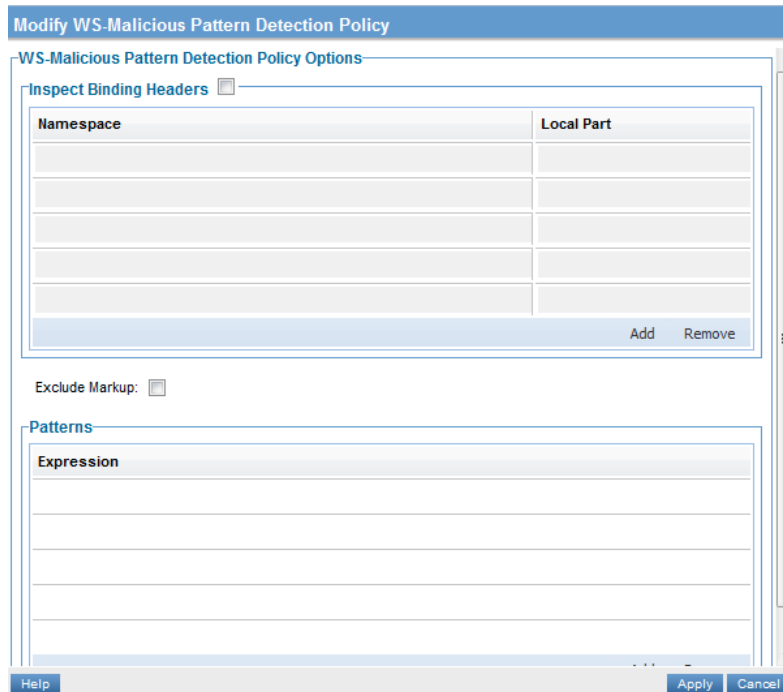 Modify WS-Malicious Pattern Detection Policy
WS-Malicious Pattern Detection Policy Options
Inspect Binding Headers
Namespace Local Part
Add Remove
Exclude Markup:
Patterns
Expression
Help Apply Cancel